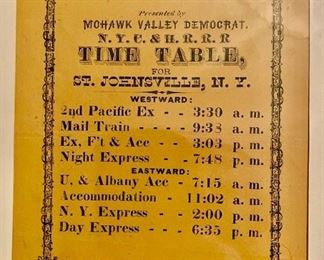 Presented by
MOHAWK VALLEY DEMOCRAT.
N. Y. C. & H. R. R. R
TIME TABLE,
FOR
ST. JOHNSVILLE, N. Y.
WESTWARD:
2nd Pacific Ex - - 3:30 a. m.
Mail Train - - - - 9:38 a. m.
Ex, F't & Acc - - 3:03 p. m.
Night Express - - 7:48 p. m.
EASTWARD:
U. & Albany Acc - 7:15 a. m.
Accommodation - 11:02 a. m.
N. Y. Express - - 2:00 p. m.
Day Express - - - 6:35 p. m.